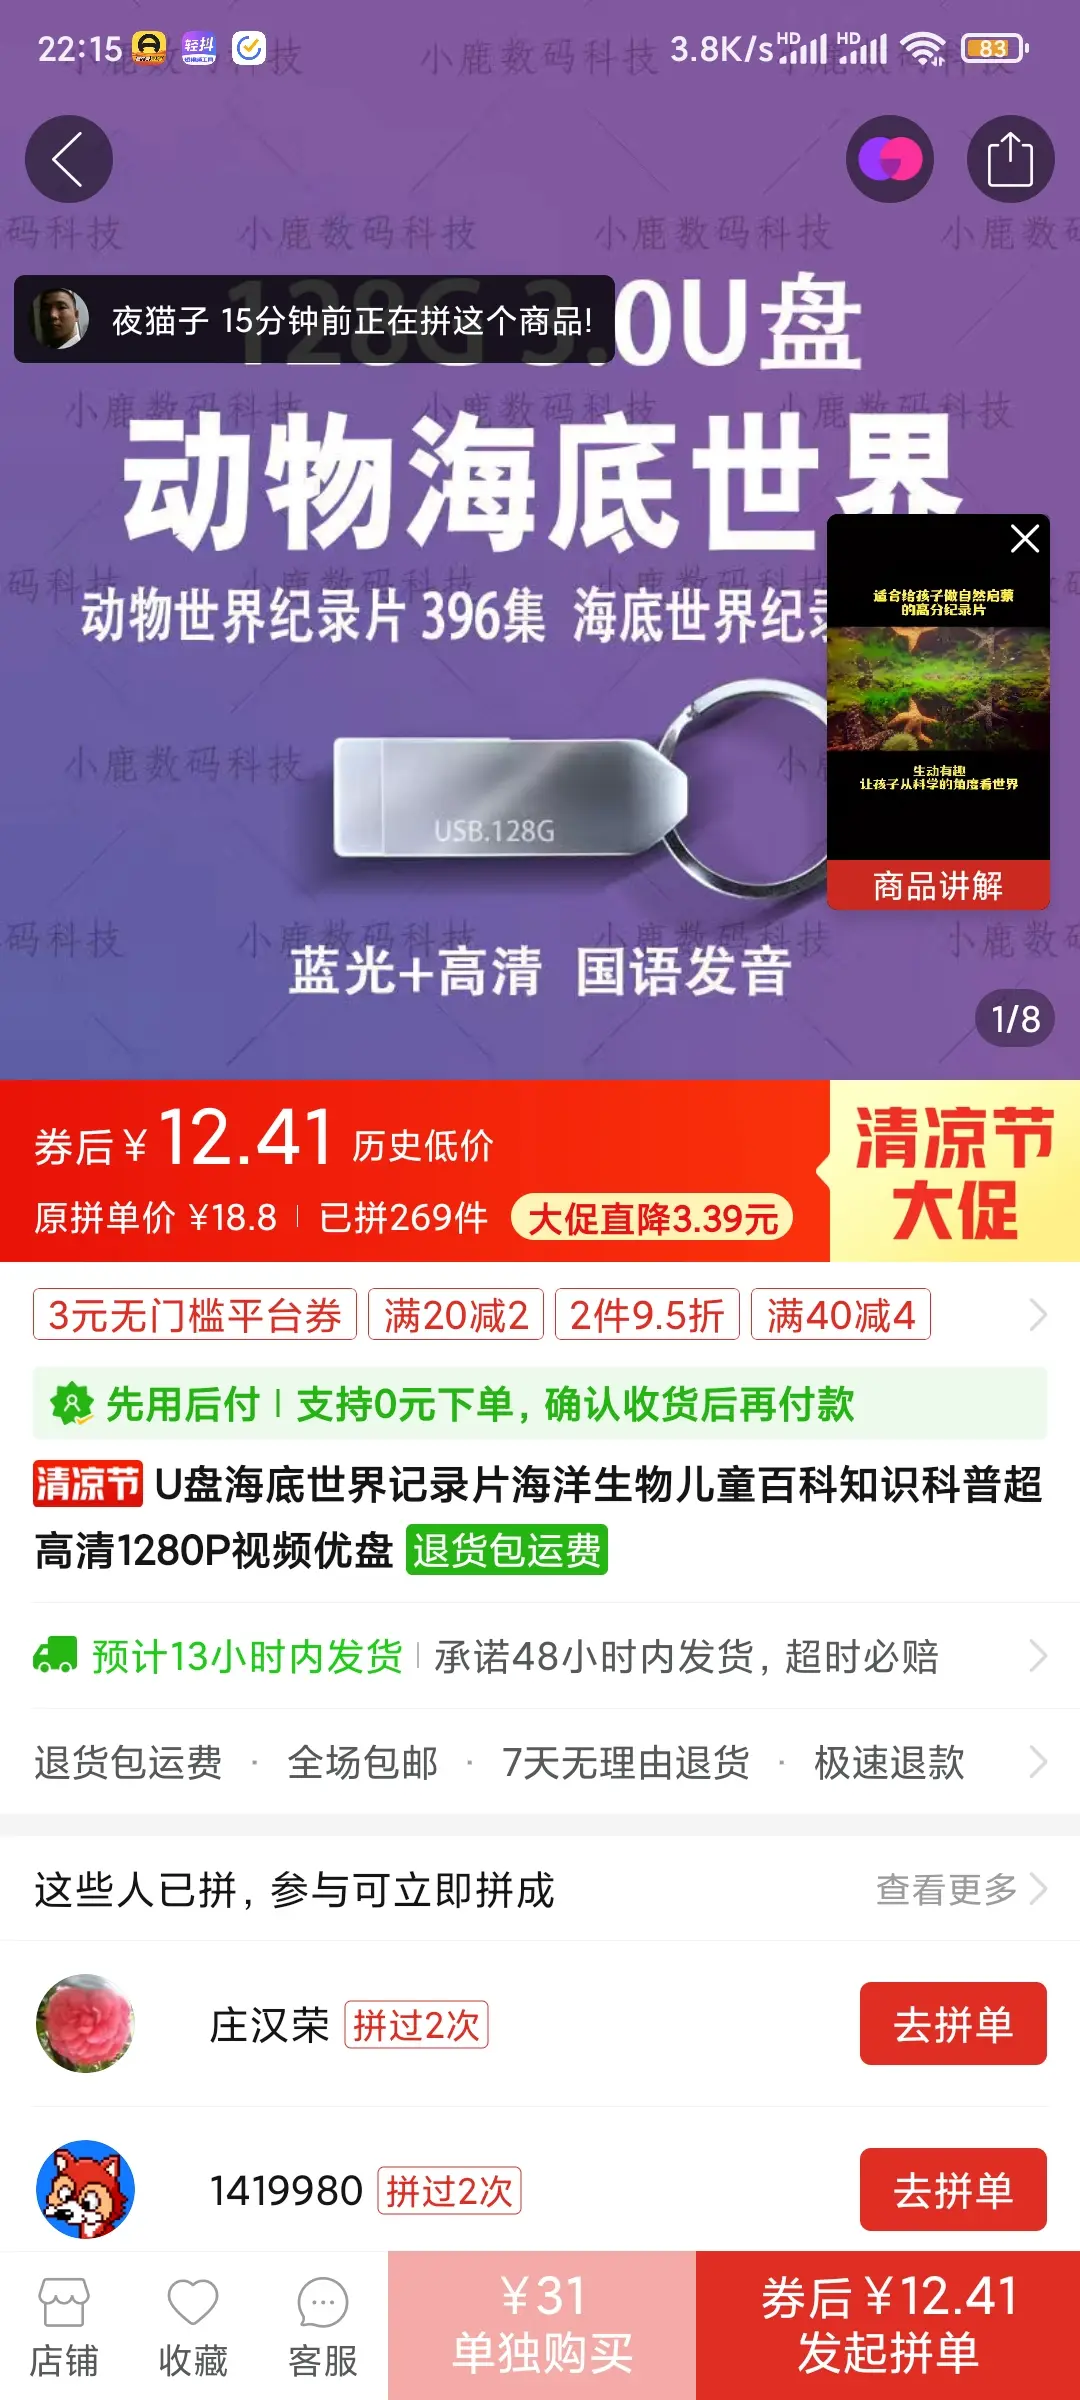 22:15
轻抖
3.8K/s HD HD 83
小鹿数码科技
夜猫子 15分钟前正在拼这个商品!
128G 3.0U盘
动物海底世界
动物世界纪录片 396集 海底世界纪录
适合给孩子做自然启蒙
的高分纪录片
生动有趣
让孩子从科学的角度看世界
商品讲解
USB.128G
蓝光+高清 国语发音
1/8
券后¥12.41 历史低价
原拼单价 ¥18.8 已拼269件 大促直降3.39元
清凉节
大促
3元无门槛平台券 满20减2 2件9.5折 满40减4
先用后付 支持0元下单，确认收货后再付款
清凉节 U盘海底世界记录片海洋生物儿童百科知识科普超
高清1280P视频优盘 退货包运费
预计13小时内发货 承诺48小时内发货，超时必赔
退货包运费 · 全场包邮 · 7天无理由退货 · 极速退款
这些人已拼，参与可立即拼成 查看更多
庄汉荣 拼过2次 去拼单
1419980 拼过2次 去拼单
店铺
收藏
客服
¥31
单独购买
券后¥12.41
发起拼单